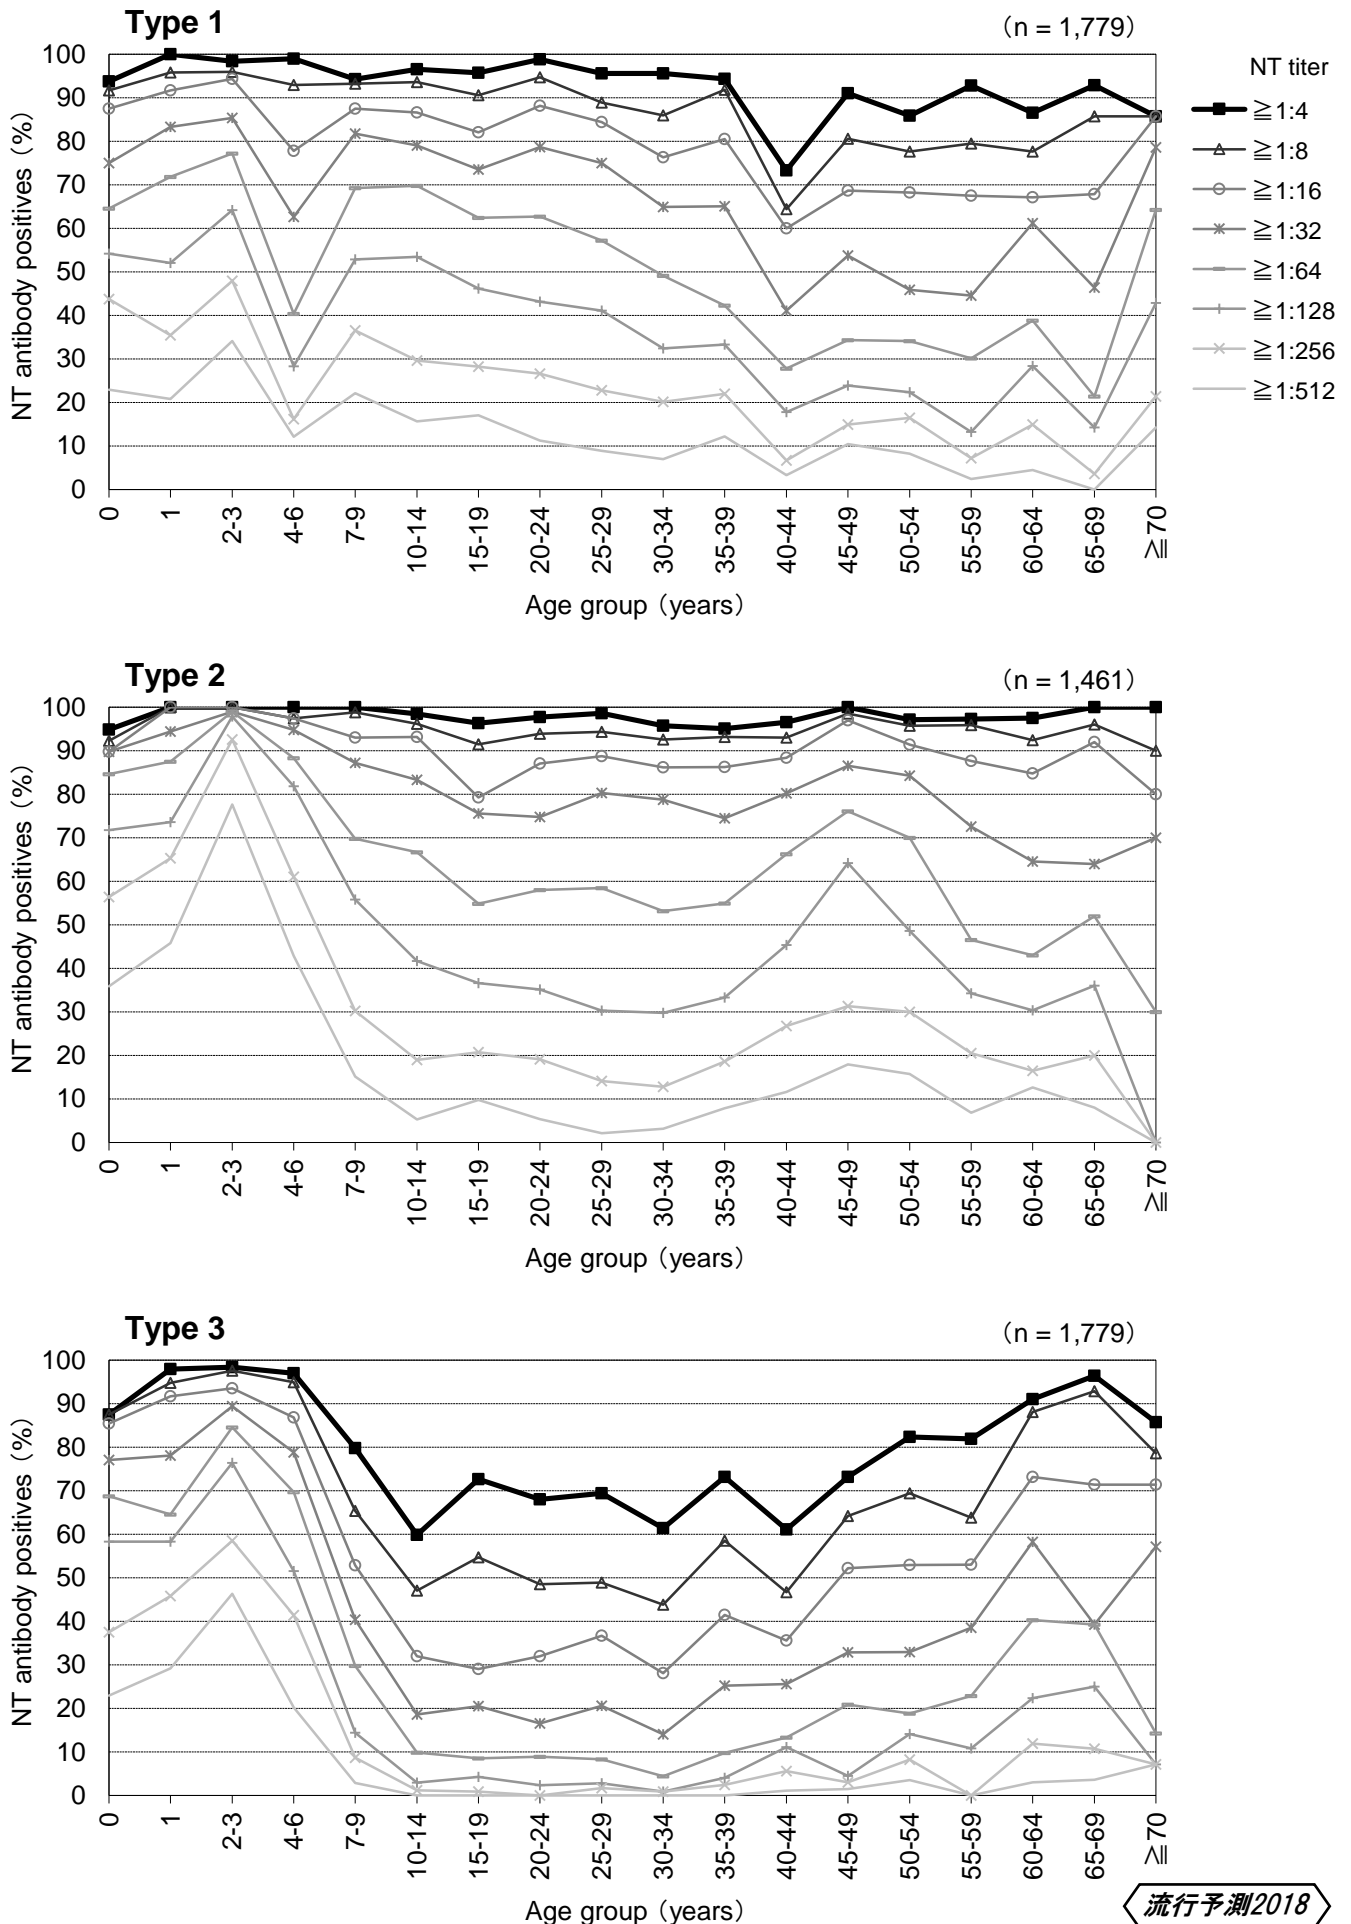 Type 1
（n = 1,779）
NT titer
≧1:4
≧1:8
≧1:16
≧1:32
≧1:64
≧1:128
≧1:256
≧1:512
NT antibody positives（%）
100
90
80
70
60
50
40
30
20
10
0
0 1 2-3 4-6 7-9 10-14 15-19 20-24 25-29 30-34 35-39 40-44 45-49 50-54 55-59 60-64 65-69 ≧70
Age group（years）
Type 2
（n = 1,461）
NT antibody positives（%）
100
90
80
70
60
50
40
30
20
10
0
0 1 2-3 4-6 7-9 10-14 15-19 20-24 25-29 30-34 35-39 40-44 45-49 50-54 55-59 60-64 65-69 ≧70
Age group（years）
Type 3
（n = 1,779）
NT antibody positives（%）
100
90
80
70
60
50
40
30
20
10
0
0 1 2-3 4-6 7-9 10-14 15-19 20-24 25-29 30-34 35-39 40-44 45-49 50-54 55-59 60-64 65-69 ≧70
Age group（years）
流行予測2018